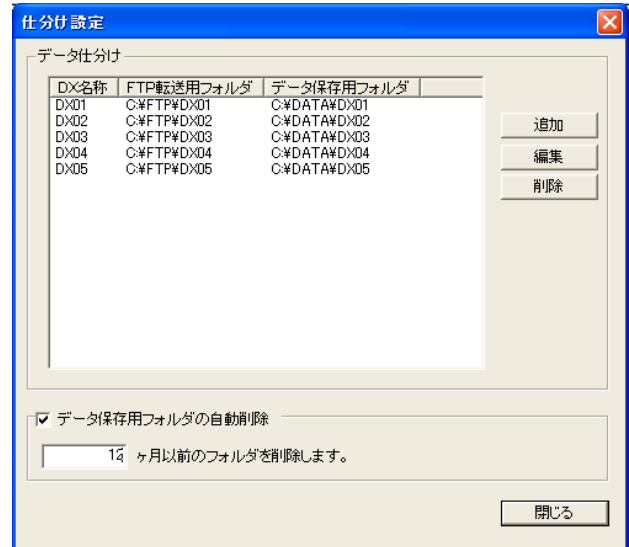 仕分け設定
データ仕分け
DX名称 FTP転送用フォルダ データ保存用フォルダ
DX01 C:¥FTP¥DX01 C:¥DATA¥DX01
DX02 C:¥FTP¥DX02 C:¥DATA¥DX02
DX03 C:¥FTP¥DX03 C:¥DATA¥DX03
DX04 C:¥FTP¥DX04 C:¥DATA¥DX04
DX05 C:¥FTP¥DX05 C:¥DATA¥DX05
追加
編集
削除
データ保存用フォルダの自動削除
ヶ月以前のフォルダを削除します。
閉じる